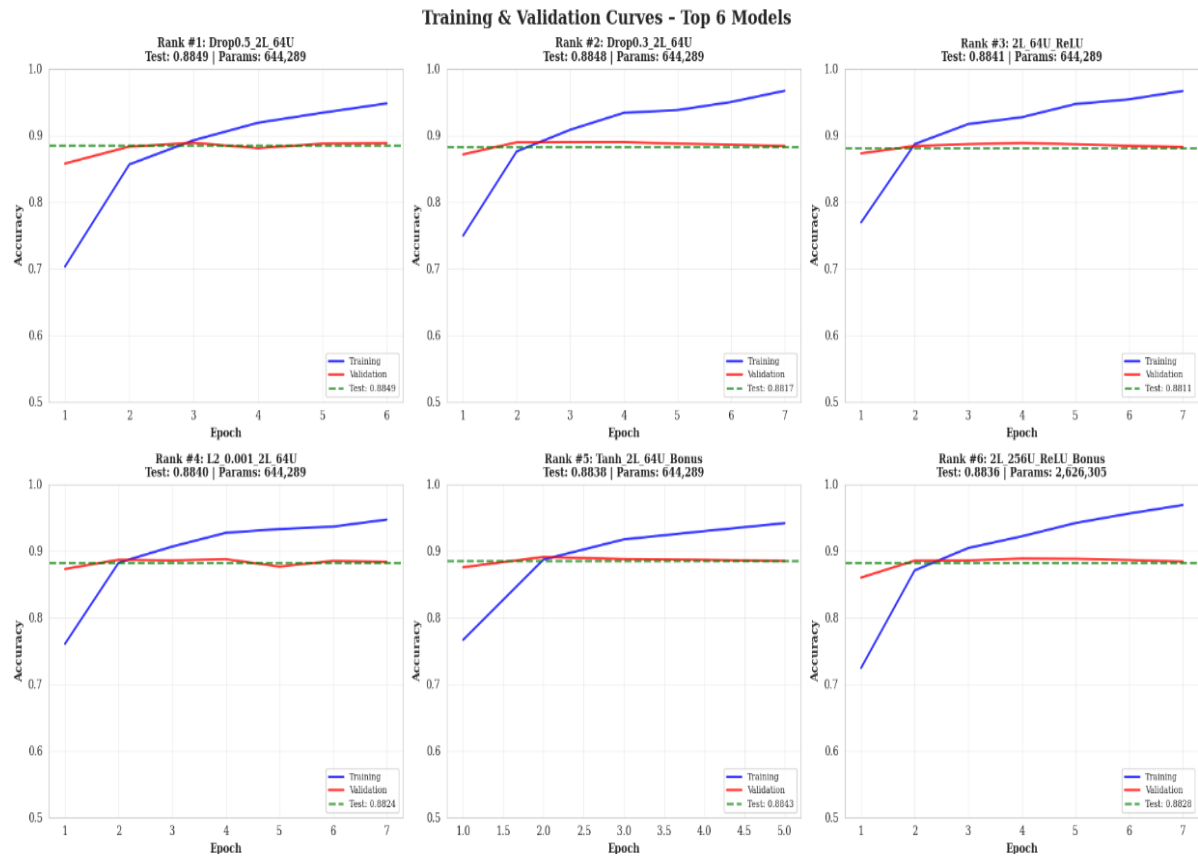 Training & Validation Curves – Top 6 Models
Rank #1: Drop0.5_2L_64U
Test: 0.8849 | Params: 644,289
1.0
0.9
0.8
0.7
0.6
0.5
Accuracy
Training
Validation
Test: 0.8849
1 2 3 4 5 6
Epoch
Rank #2: Drop0.3_2L_64U
Test: 0.8848 | Params: 644,289
1.0
0.9
0.8
0.7
0.6
0.5
Accuracy
Training
Validation
Test: 0.8817
1 2 3 4 5 6 7
Epoch
Rank #3: 2L_64U_ReLU
Test: 0.8841 | Params: 644,289
1.0
0.9
0.8
0.7
0.6
0.5
Accuracy
Training
Validation
Test: 0.8811
1 2 3 4 5 6 7
Epoch
Rank #4: L2_0.001_2L_64U
Test: 0.8840 | Params: 644,289
1.0
0.9
0.8
0.7
0.6
0.5
Accuracy
Training
Validation
Test: 0.8824
1 2 3 4 5 6 7
Epoch
Rank #5: Tanh_2L_64U_Bonus
Test: 0.8838 | Params: 644,289
1.0
0.9
0.8
0.7
0.6
0.5
Accuracy
Training
Validation
Test: 0.8843
1.0 1.5 2.0 2.5 3.0 3.5 4.0 4.5 5.0
Epoch
Rank #6: 2L_256U_ReLU_Bonus
Test: 0.8836 | Params: 2,626,305
1.0
0.9
0.8
0.7
0.6
0.5
Accuracy
Training
Validation
Test: 0.8828
1 2 3 4 5 6 7
Epoch